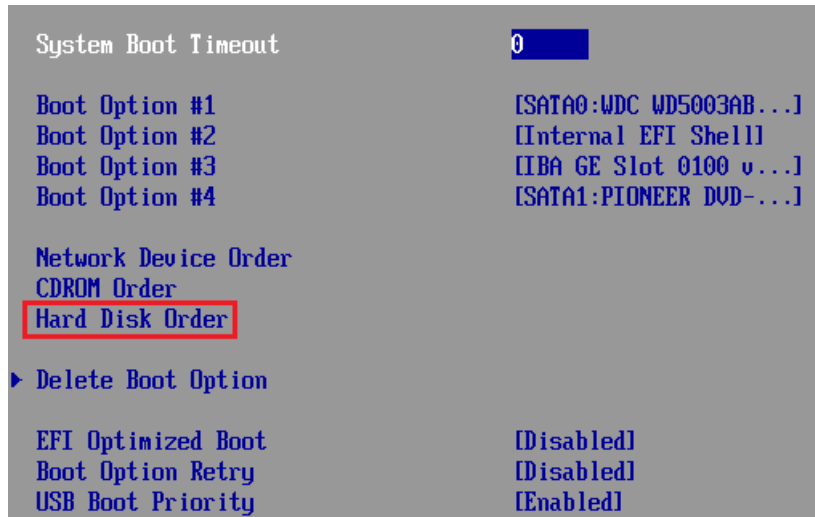 System Boot Timeout 0
Boot Option #1 [SATA0:WDC WD5003AB...]
Boot Option #2 [Internal EFI Shell]
Boot Option #3 [IBA GE Slot 0100 v...]
Boot Option #4 [SATA1:PIONEER DVD-...]
Network Device Order
CDROM Order
Hard Disk Order
Delete Boot Option
EFI Optimized Boot [Disabled]
Boot Option Retry [Disabled]
USB Boot Priority [Enabled]